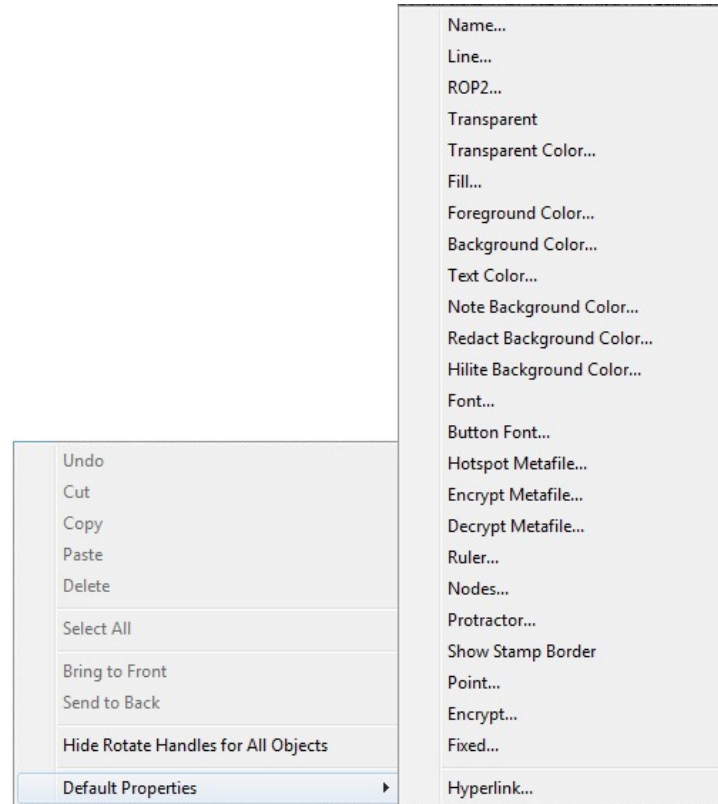 Undo
Cut
Copy
Paste
Delete
Select All
Bring to Front
Send to Back
Hide Rotate Handles for All Objects
Default Properties
Name...
Line...
ROP2...
Transparent
Transparent Color...
Fill...
Foreground Color...
Background Color...
Text Color...
Note Background Color...
Redact Background Color...
Hilite Background Color...
Font...
Button Font...
Hotspot Metafile...
Encrypt Metafile...
Decrypt Metafile...
Ruler...
Nodes...
Protractor...
Show Stamp Border
Point...
Encrypt...
Fixed...
Hyperlink...